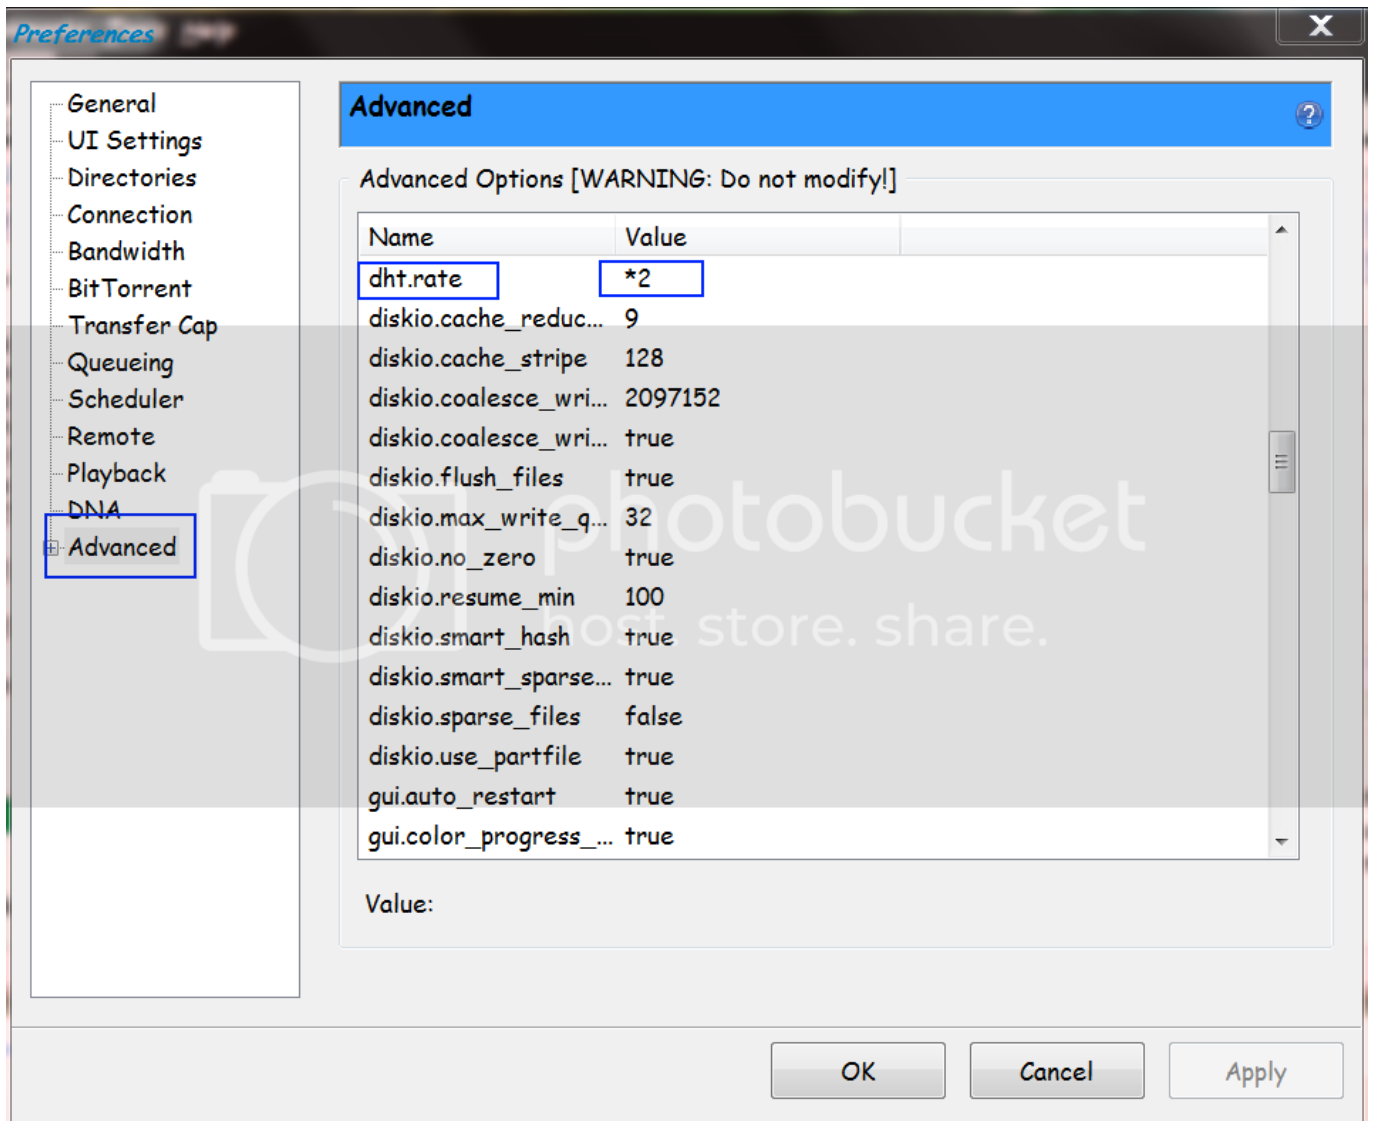 Preferences
Help
X
General
UI Settings
Directories
Connection
Bandwidth
BitTorrent
Transfer Cap
Queueing
Scheduler
Remote
Playback
DNA
Advanced
Advanced
?
Advanced Options [WARNING: Do not modify!]
Name Value
dht.rate *2
diskio.cache_reduc... 9
diskio.cache_stripe 128
diskio.coalesce_wri... 2097152
diskio.coalesce_wri... true
diskio.flush_files true
diskio.max_write_q... 32
diskio.no_zero true
diskio.resume_min 100
diskio.smart_hash true
diskio.smart_sparse... true
diskio.sparse_files false
diskio.use_partfile true
gui.auto_restart true
gui.color_progress_... true
photobucket
host. store. share.
Value:
OK Cancel Apply